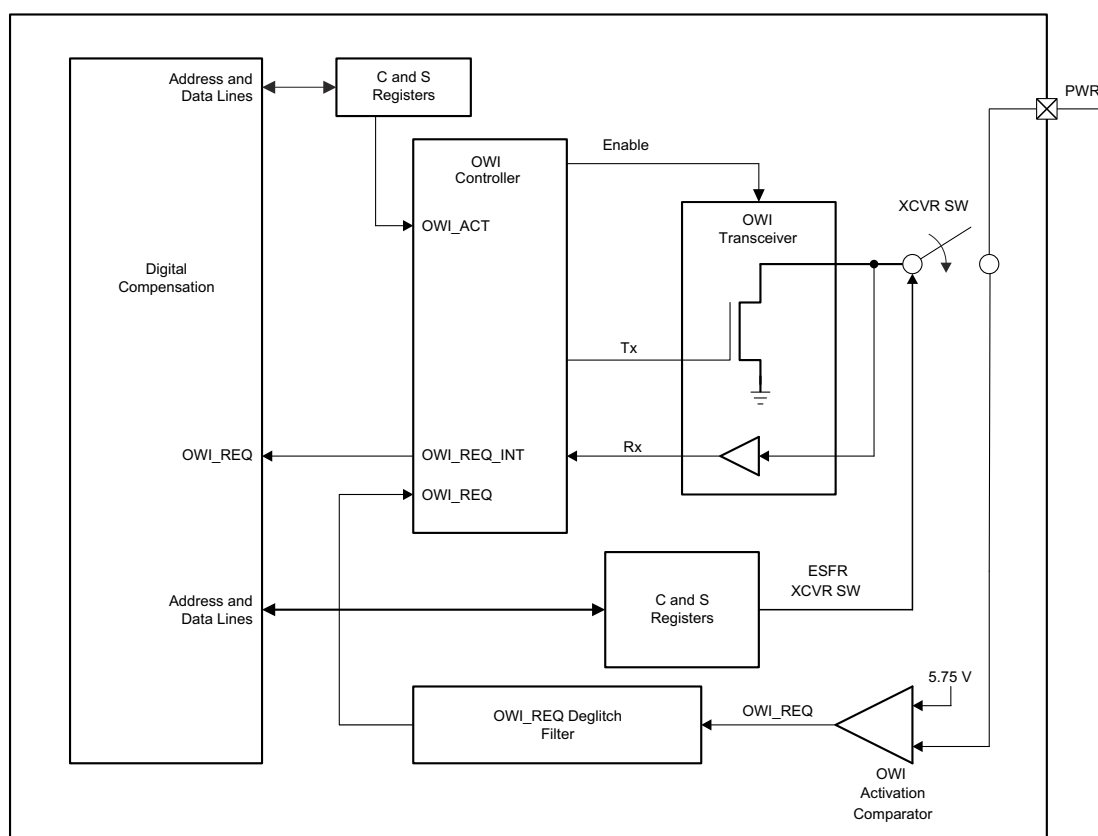 Address and
Data Lines
C and S
Registers
PWR
Enable
OWI
Controller
OWI_ACT
OWI
Transceiver
XCVR SW
Digital
Compensation
Tx
OWI_REQ
OWI_REQ_INT
Rx
OWI_REQ
Address and
Data Lines
C and S
Registers
ESFR
XCVR SW
5.75 V
OWI_REQ Deglitch
Filter
OWI_REQ
OWI
Activation
Comparator